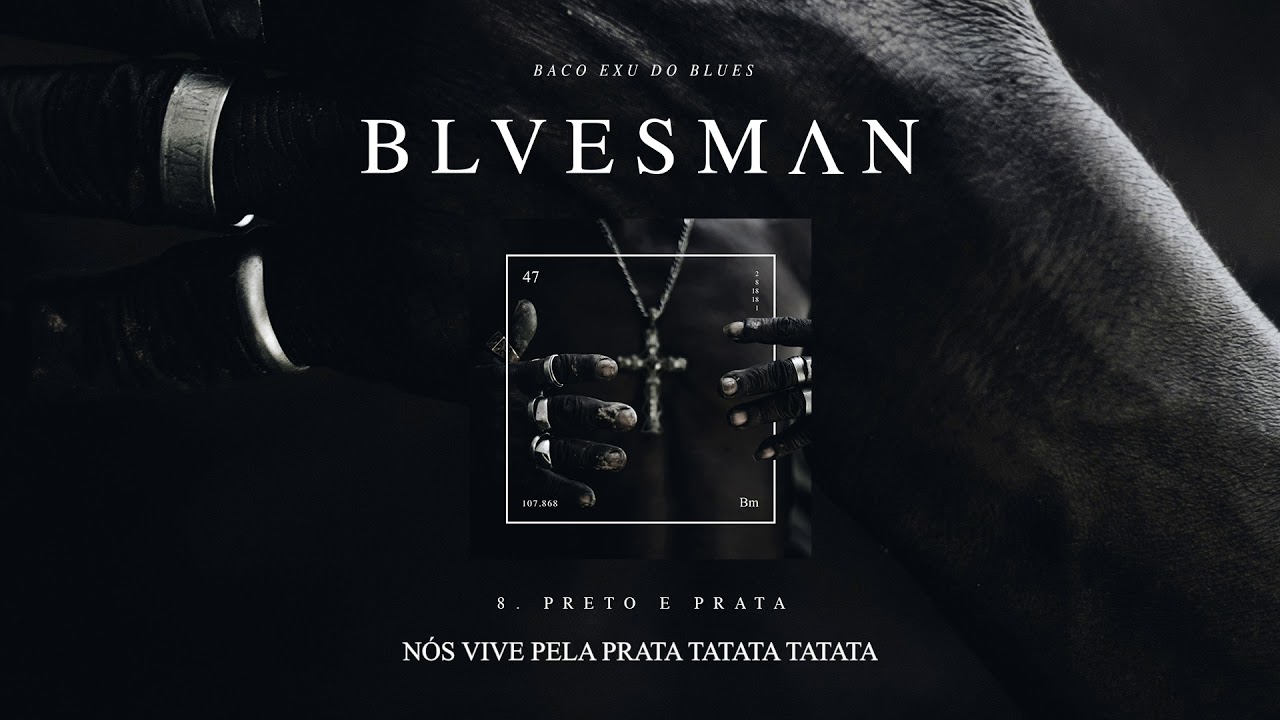 BACO EXU DO BLUES
BLVESMΛN
47
2
8
18
18
1
107.868
Bm
8. PRETO E PRATA
NÓS VIVE PELA PRATA TATATA TATATA